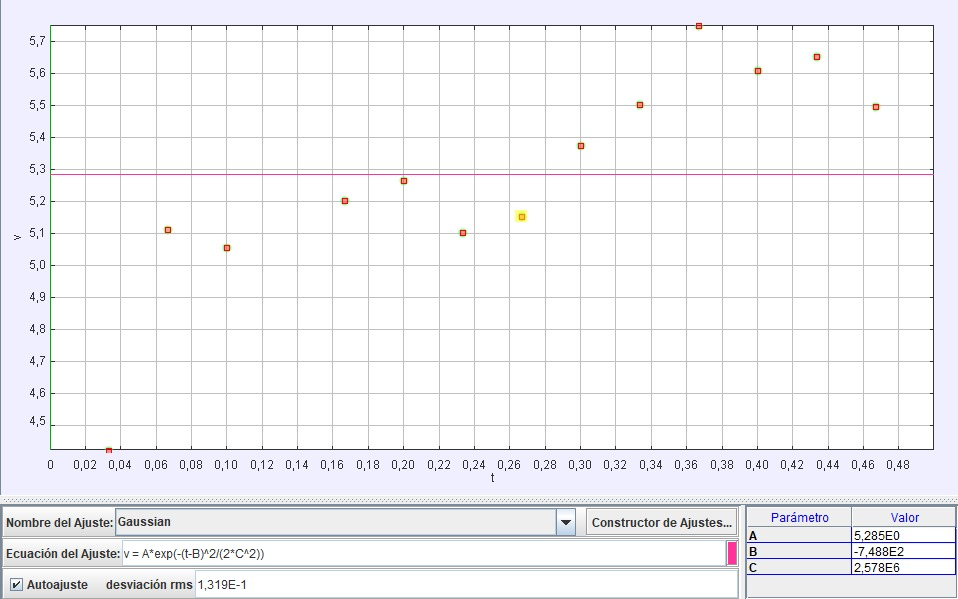 5,7
5,6
5,5
5,4
5,3
5,2
v 5,1
5,0
4,9
4,8
4,7
4,6
4,5
0 0,02 0,04 0,06 0,08 0,10 0,12 0,14 0,16 0,18 0,20 0,22 0,24 0,26 0,28 0,30 0,32 0,34 0,36 0,38 0,40 0,42 0,44 0,46 0,48
t
Nombre del Ajuste: Gaussian Constructor de Ajustes...
Ecuación del Ajuste: v = A*exp(-(t-B)^2/(2*C^2))
Autoajuste desviación rms 1,319E-1
Parámetro Valor
A 5,285E0
B -7,488E2
C 2,578E6